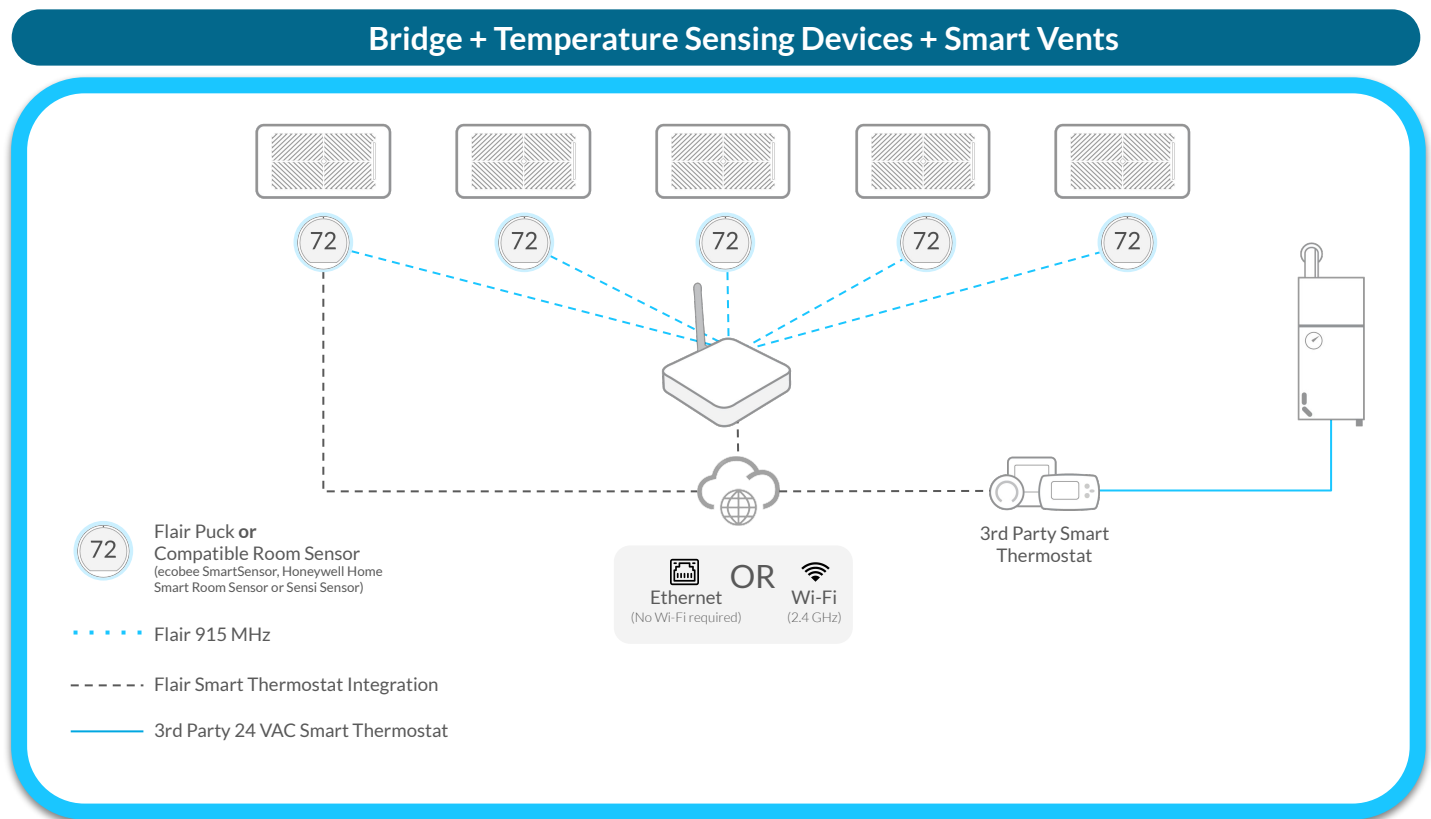 Bridge + Temperature Sensing Devices + Smart Vents
72
72
72
72
72
72
Flair Puck or
Compatible Room Sensor
(ecobee SmartSensor, Honeywell Home
Smart Room Sensor or Sensi Sensor)
Flair 915 MHz
Flair Smart Thermostat Integration
3rd Party 24 VAC Smart Thermostat
OR
Ethernet
(No Wi-Fi required)
Wi-Fi
(2.4 GHz)
3rd Party Smart
Thermostat